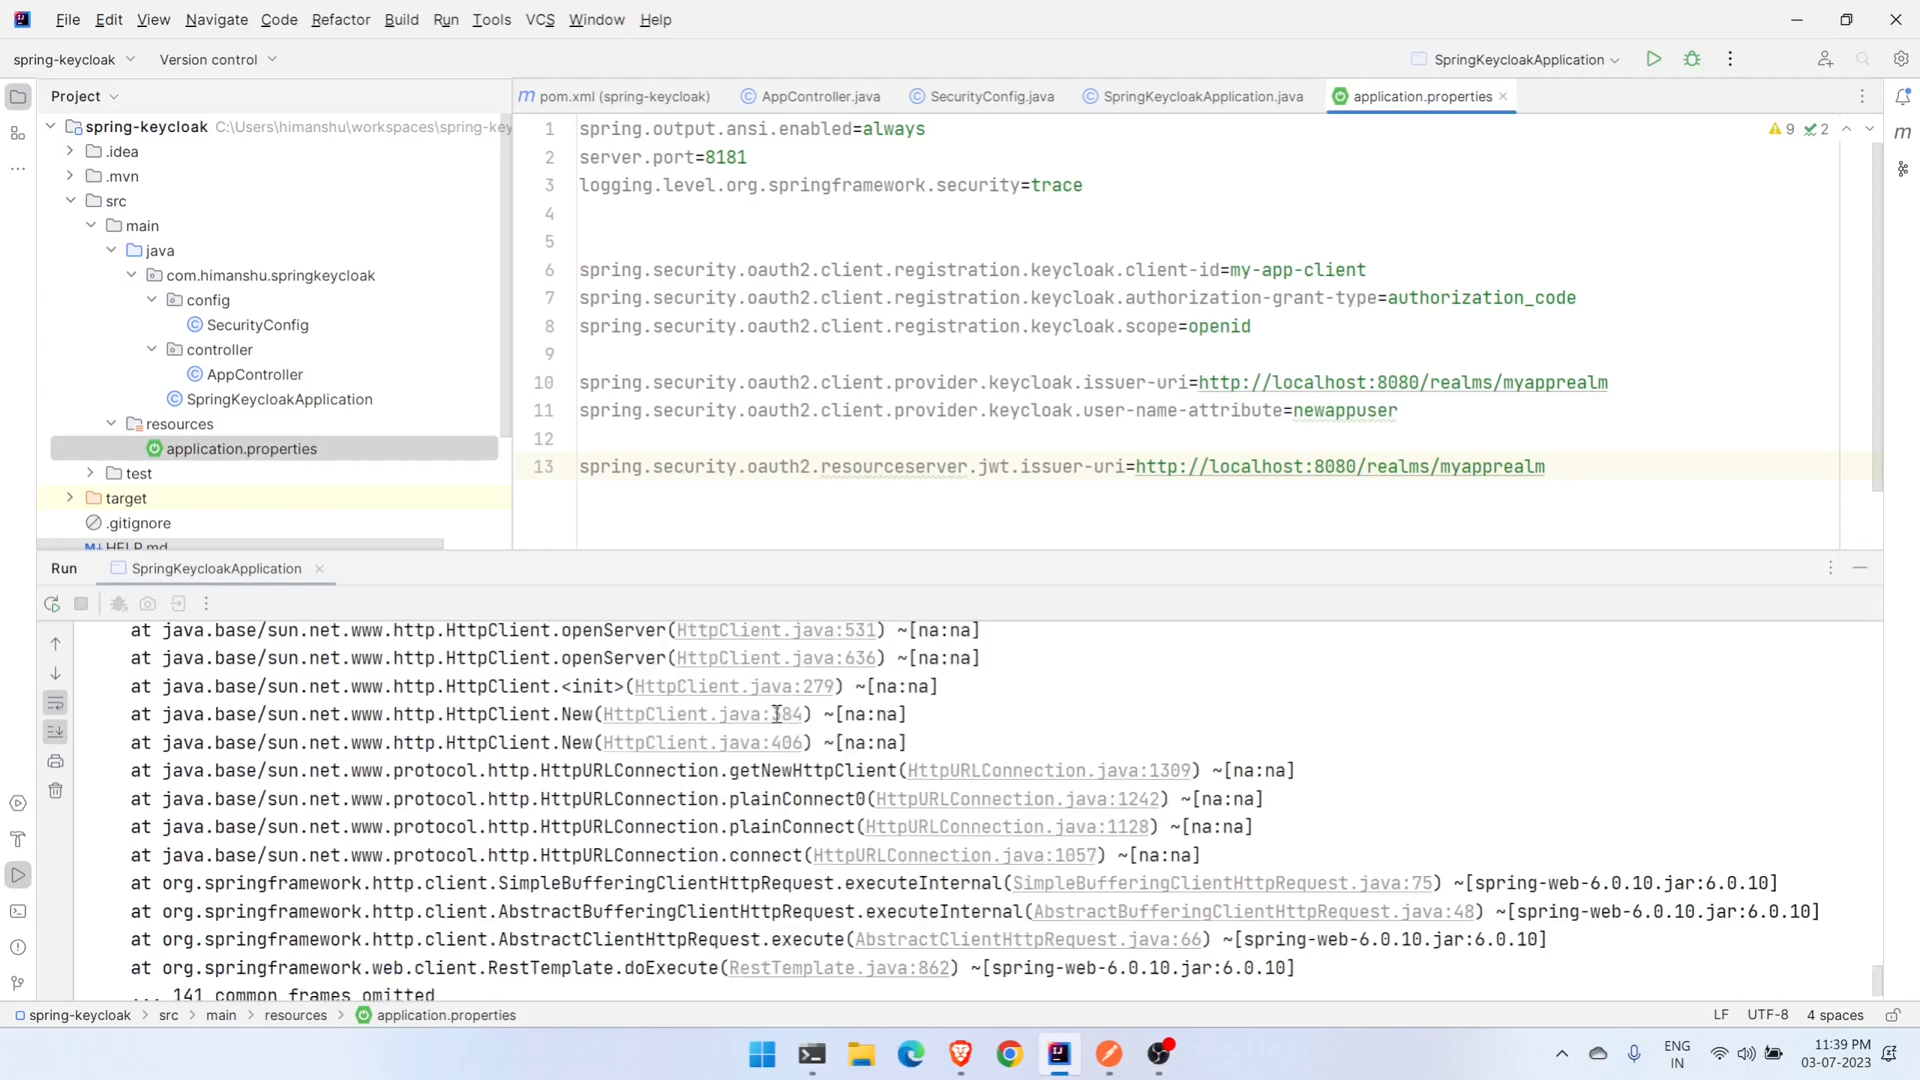 File Edit View Navigate Code Refactor Build Run Tools VCS Window Help
spring-keycloak Version control SpringKeycloakApplication
Project
pom.xml (spring-keycloak) AppController.java SecurityConfig.java SpringKeycloakApplication.java application.properties
spring-keycloak C:\Users\himanshu\workspaces\spring-key
.idea
.mvn
src
main
java
com.himanshu.springkeycloak
config
SecurityConfig
controller
AppController
SpringKeycloakApplication
resources
application.properties
test
target
.gitignore
HELP.md
9 2
1 spring.output.ansi.enabled=always
2 server.port=8181
3 logging.level.org.springframework.security=trace
4
5
6 spring.security.oauth2.client.registration.keycloak.client-id=my-app-client
7 spring.security.oauth2.client.registration.keycloak.authorization-grant-type=authorization_code
8 spring.security.oauth2.client.registration.keycloak.scope=openid
9
10 spring.security.oauth2.client.provider.keycloak.issuer-uri=http://localhost:8080/realms/myapprealm
11 spring.security.oauth2.client.provider.keycloak.user-name-attribute=newappuser
12
13 spring.security.oauth2.resourceserver.jwt.issuer-uri=http://localhost:8080/realms/myapprealm
Run SpringKeycloakApplication
at java.base/sun.net.www.http.HttpClient.openServer(HttpClient.java:531) ~[na:na]
at java.base/sun.net.www.http.HttpClient.openServer(HttpClient.java:636) ~[na:na]
at java.base/sun.net.www.http.HttpClient.<init>(HttpClient.java:279) ~[na:na]
at java.base/sun.net.www.http.HttpClient.New(HttpClient.java:384) ~[na:na]
at java.base/sun.net.www.http.HttpClient.New(HttpClient.java:406) ~[na:na]
at java.base/sun.net.www.protocol.http.HttpURLConnection.getNewHttpClient(HttpURLConnection.java:1309) ~[na:na]
at java.base/sun.net.www.protocol.http.HttpURLConnection.plainConnect0(HttpURLConnection.java:1242) ~[na:na]
at java.base/sun.net.www.protocol.http.HttpURLConnection.plainConnect(HttpURLConnection.java:1128) ~[na:na]
at java.base/sun.net.www.protocol.http.HttpURLConnection.connect(HttpURLConnection.java:1057) ~[na:na]
at org.springframework.http.client.SimpleBufferingClientHttpRequest.executeInternal(SimpleBufferingClientHttpRequest.java:75) ~[spring-web-6.0.10.jar:6.0.10]
at org.springframework.http.client.AbstractBufferingClientHttpRequest.executeInternal(AbstractBufferingClientHttpRequest.java:48) ~[spring-web-6.0.10.jar:6.0.10]
at org.springframework.http.client.AbstractClientHttpRequest.execute(AbstractClientHttpRequest.java:66) ~[spring-web-6.0.10.jar:6.0.10]
at org.springframework.web.client.RestTemplate.doExecute(RestTemplate.java:862) ~[spring-web-6.0.10.jar:6.0.10]
... 141 common frames omitted
spring-keycloak > src > main > resources > application.properties LF UTF-8 4 spaces
ENG
IN
11:39 PM
03-07-2023